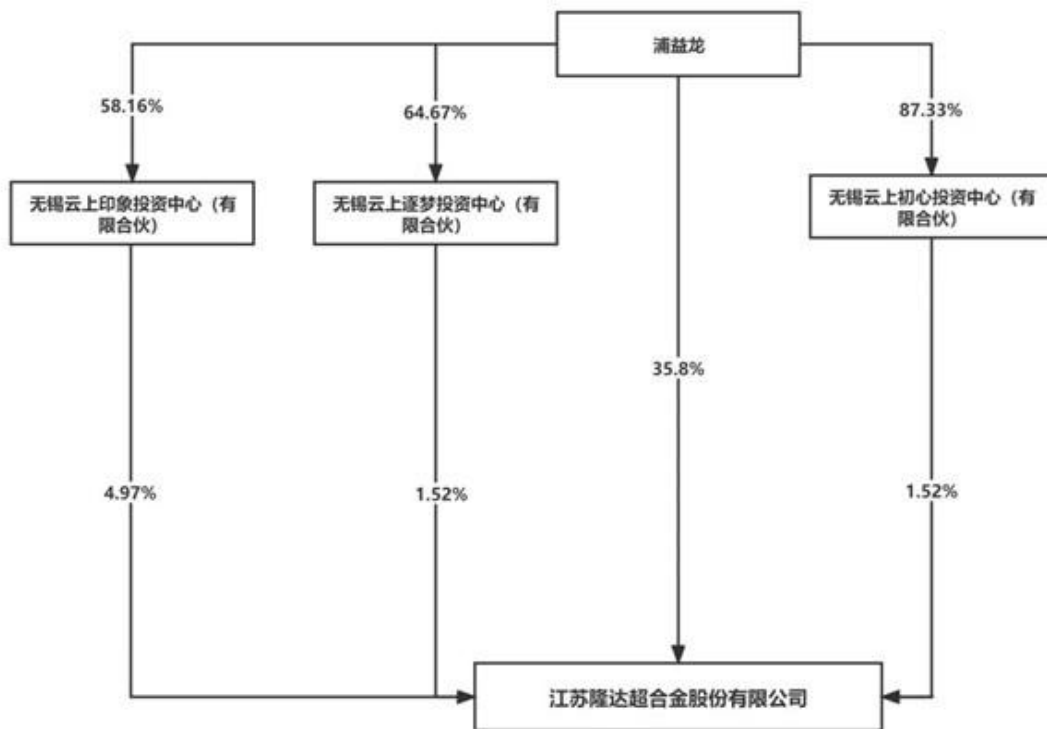 浦益龙
58.16%
64.67%
87.33%
无锡云上印象投资中心（有
限合伙）
无锡云上逐梦投资中心（有
限合伙）
无锡云上初心投资中心（有
限合伙）
35.8%
4.97%
1.52%
1.52%
江苏隆达超合金股份有限公司